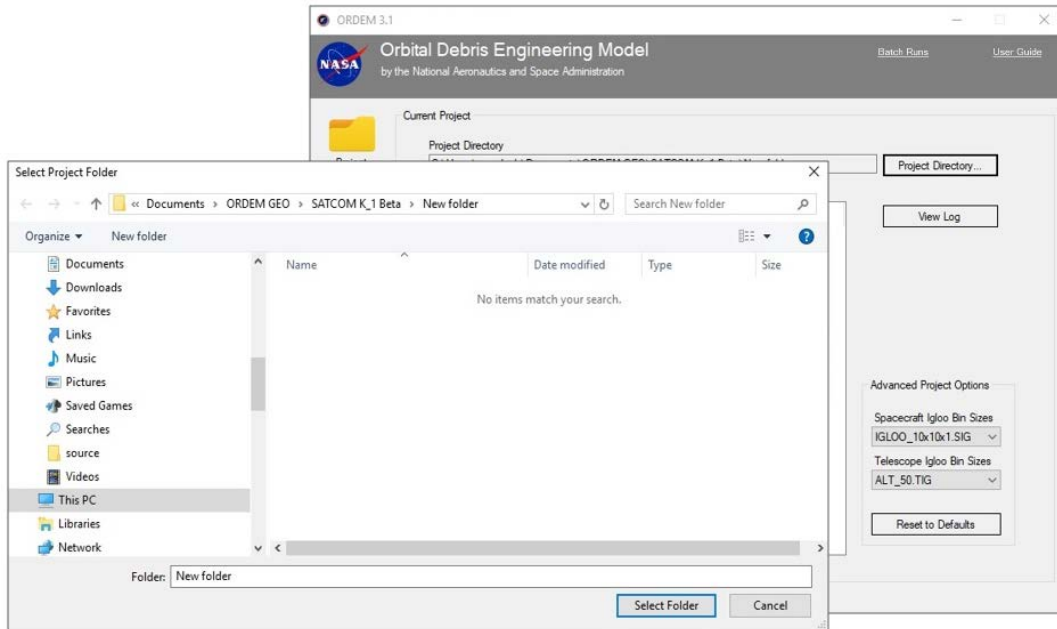 ORDEM 3.1
NASA
Orbital Debris Engineering Model
by the National Aeronautics and Space Administration
Batch Runs
User Guide
Current Project
Project Directory
Project Directory...
View Log
Advanced Project Options
Spacecraft Igloo Bin Sizes
IGLOO_10x10x1.SIG
Telescope Igloo Bin Sizes
ALT_50.TIG
Reset to Defaults
Select Project Folder
« Documents > ORDEM GEO > SATCOM K_1 Beta > New folder
Search New folder
Organize
New folder
Documents
Downloads
Favorites
Links
Music
Pictures
Saved Games
Searches
source
Videos
This PC
Libraries
Network
Name
Date modified
Type
Size
No items match your search.
Folder:
New folder
Select Folder
Cancel